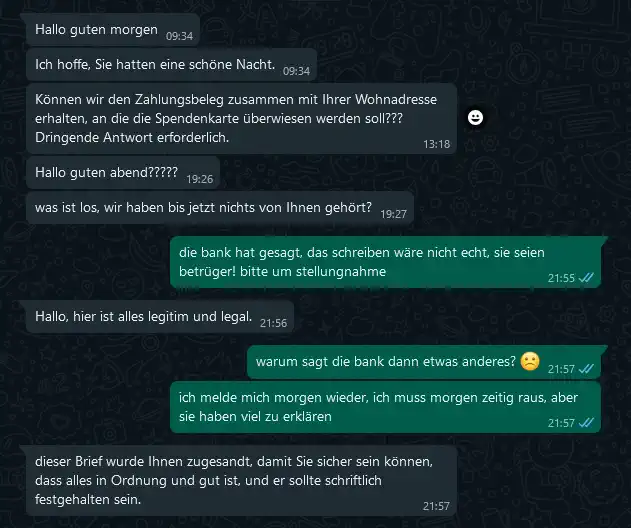 Hallo guten morgen 09:34
Ich hoffe, Sie hatten eine schöne Nacht. 09:34
Können wir den Zahlungsbeleg zusammen mit Ihrer Wohnadresse
erhalten, an die die Spendenkarte überwiesen werden soll???
Dringende Antwort erforderlich.
13:18
Hallo guten abend????? 19:26
was ist los, wir haben bis jetzt nichts von Ihnen gehört? 19:27
die bank hat gesagt, das schreiben wäre nicht echt, sie seien
betrüger! bitte um stellungnahme
21:55
Hallo, hier ist alles legitim und legal. 21:56
warum sagt die bank dann etwas anderes? ☹️ 21:57
ich melde mich morgen wieder, ich muss morgen zeitig raus, aber
sie haben viel zu erklären
21:57
dieser Brief wurde Ihnen zugesandt, damit Sie sicher sein können,
dass alles in Ordnung und gut ist, und er sollte schriftlich
festgehalten sein.
21:57